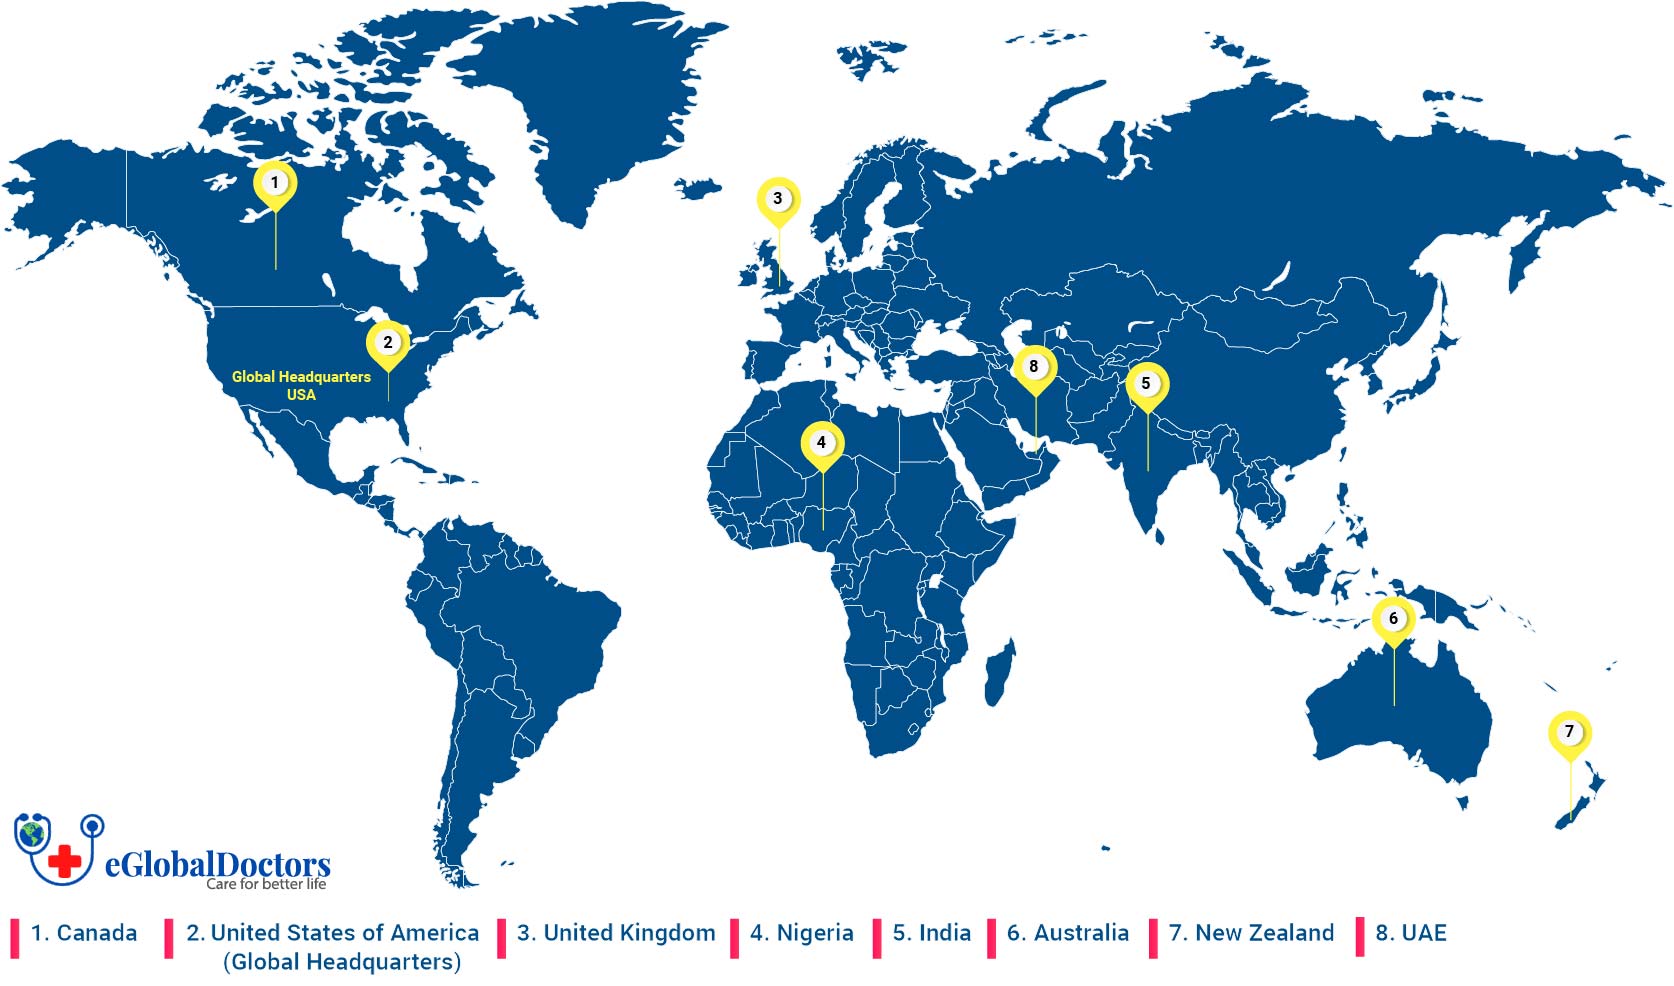 1
3
2
8
Global Headquarters
USA
5
4
6
7
eGlobalDoctors
Care for better life
1. Canada
2. United States of America
(Global Headquarters)
3. United Kingdom
4. Nigeria
5. India
6. Australia
7. New Zealand
8. UAE